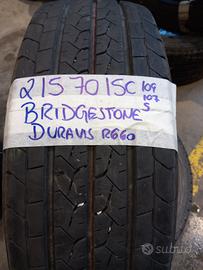 215 70 15C 109
107
S
BRIDGESTONE
DURAVIS R660
subito